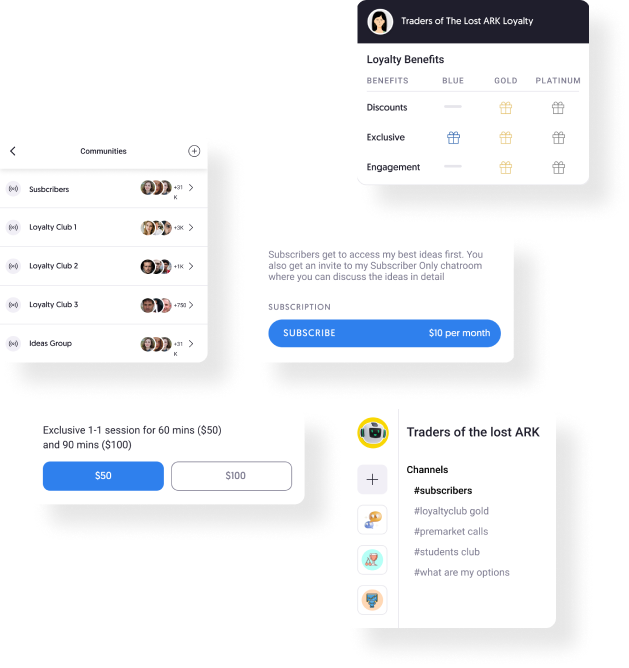 Traders of The Lost ARK Loyalty
Loyalty Benefits
BENEFITS BLUE GOLD PLATINUM
Discounts
Exclusive
Engagement
Communities
Susbcribers +31 K
Loyalty Club 1 +3K
Loyalty Club 2 +1K
Loyalty Club 3 +750
Ideas Group +31 K
Subscribers get to access my best ideas first. You
also get an invite to my Subscriber Only chatroom
where you can discuss the ideas in detail
SUBSCRIPTION
SUBSCRIBE $10 per month
Exclusive 1-1 session for 60 mins ($50)
and 90 mins ($100)
$50 $100
Traders of the lost ARK
Channels
#subscribers
#loyaltyclub gold
#premarket calls
#students club
#what are my options